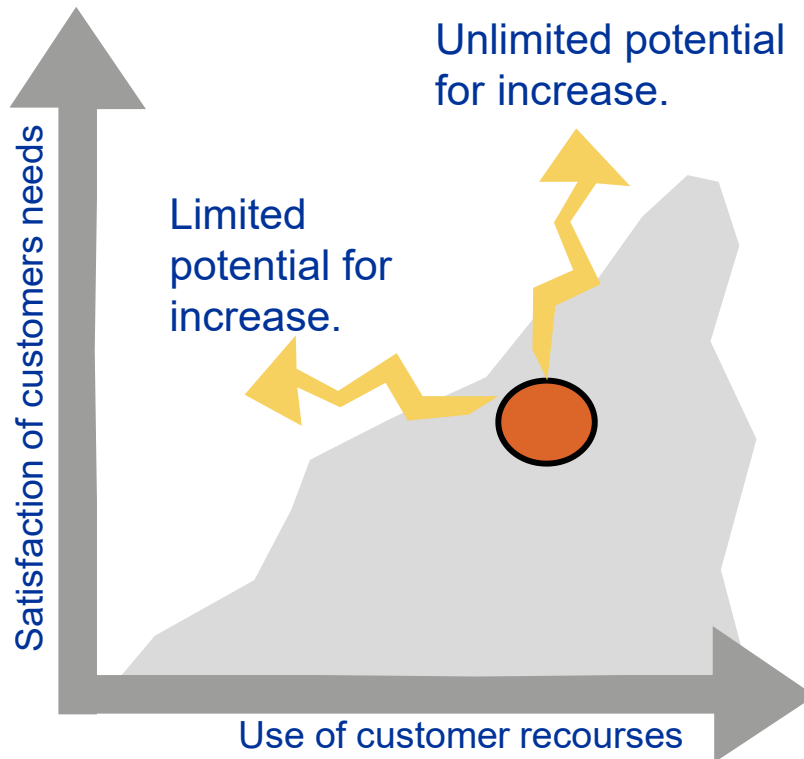 Unlimited potential
for increase.
Limited
potential for
increase.
Satisfaction of customers needs
Use of customer recourses